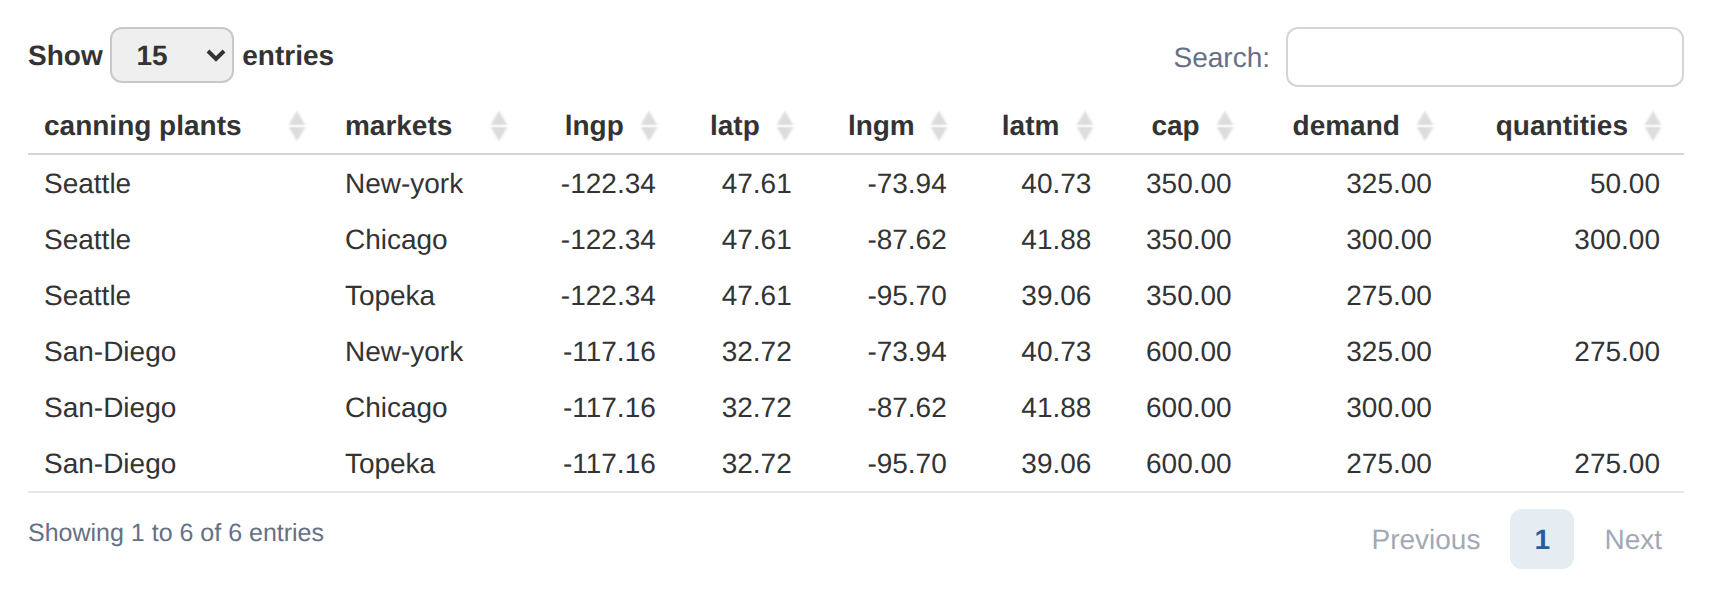 Show 15 entries Search:
canning plants markets lngp latp lngm latm cap demand quantities
Seattle New-york -122.34 47.61 -73.94 40.73 350.00 325.00 50.00
Seattle Chicago -122.34 47.61 -87.62 41.88 350.00 300.00 300.00
Seattle Topeka -122.34 47.61 -95.70 39.06 350.00 275.00
San-Diego New-york -117.16 32.72 -73.94 40.73 600.00 325.00 275.00
San-Diego Chicago -117.16 32.72 -87.62 41.88 600.00 300.00
San-Diego Topeka -117.16 32.72 -95.70 39.06 600.00 275.00 275.00
Showing 1 to 6 of 6 entries Previous 1 Next